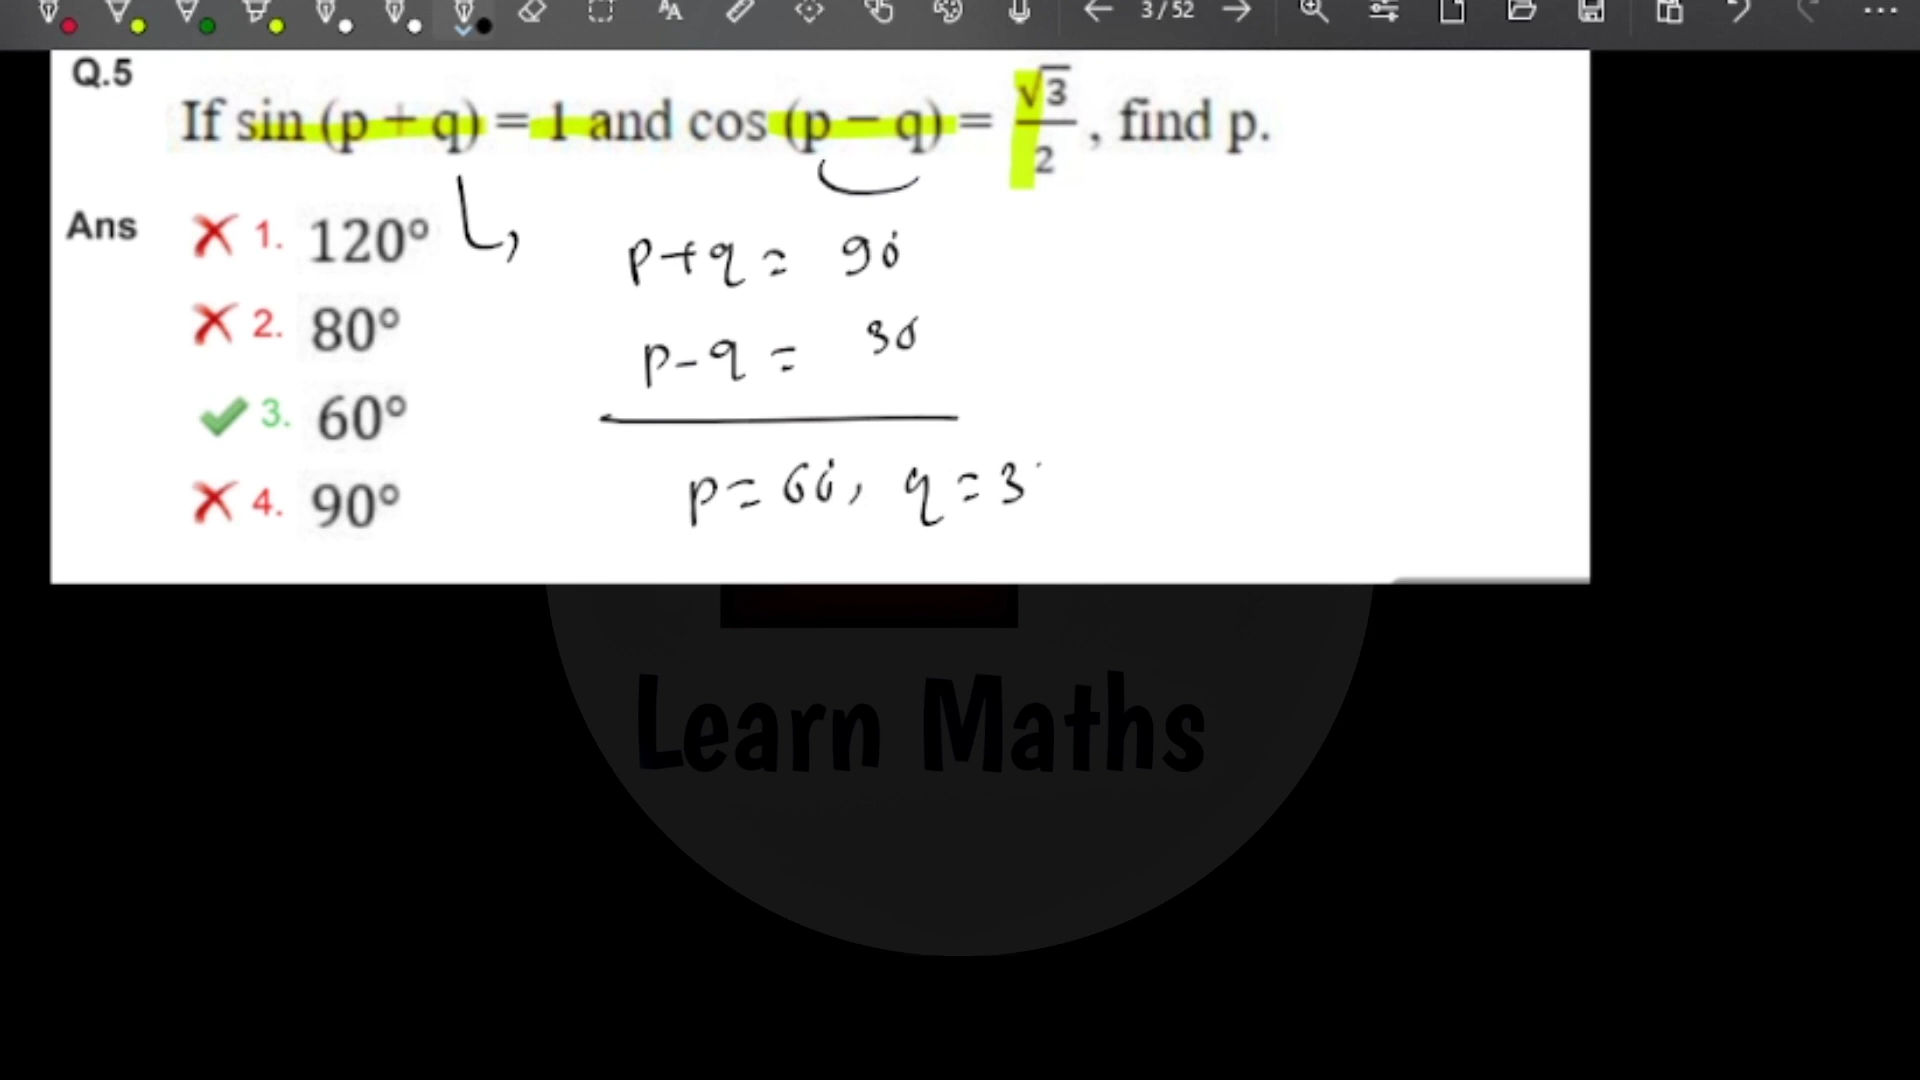 3 / 52
Q.5
If sin (p + q) = 1 and cos (p − q) = √3/2, find p.
Ans
1. 120°
2. 80°
3. 60°
4. 90°
p+q = 90°
p-q = 30°
p = 60°, q = 3
Learn Maths